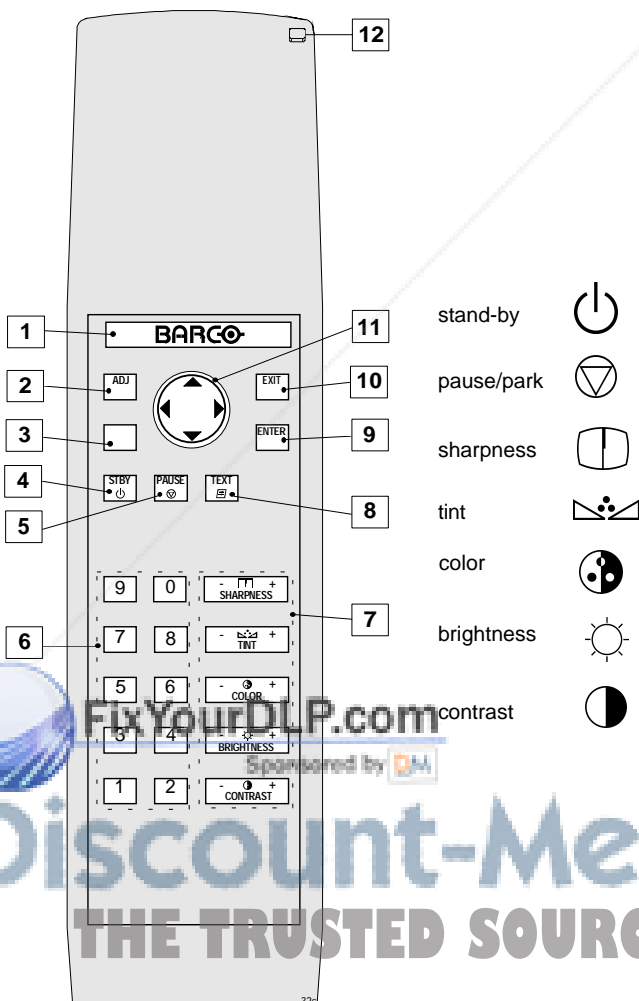 12
1
BARCO
11
stand-by
2
ADJ
EXIT
10
pause/park
3
ENTER
9
sharpness
4
STBY
PAUSE
TEXT
8
tint
5
color
9 0
- +
SHARPNESS
7
6
7 8
- +
TINT
brightness
5 6
- +
COLOR
FixYourDLP.com
contrast
3 4
- +
BRIGHTNESS
Sponsored by DM
1 2
- +
CONTRAST
Discount-Me
THE TRUSTED SOURC